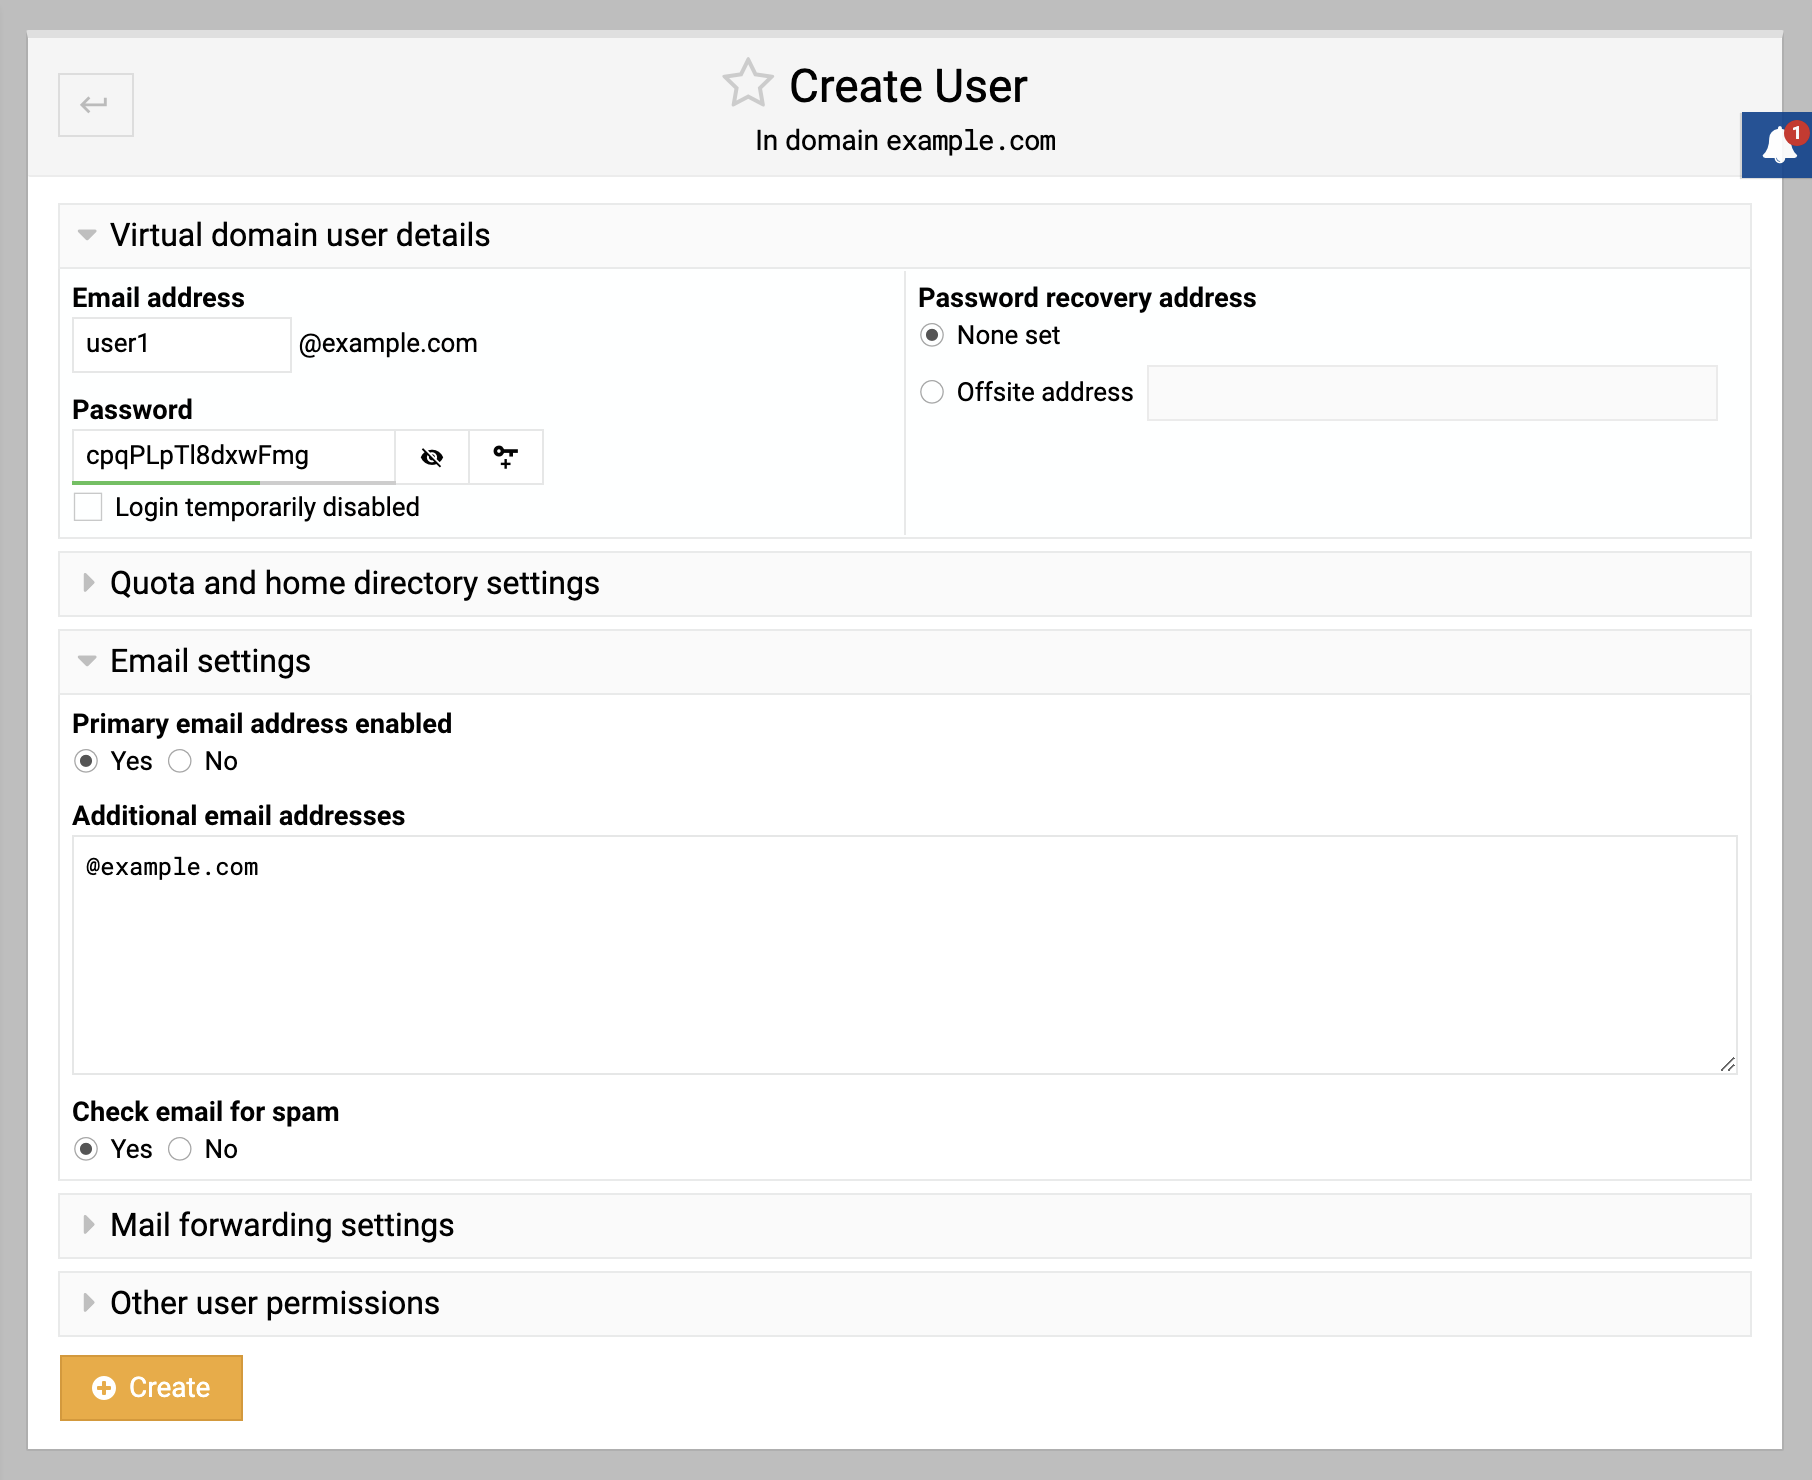 Create User
In domain example.com
1
Virtual domain user details
Email address
user1 @example.com
Password
cpqPLpTl8dxwFmg
Login temporarily disabled
Password recovery address
None set
Offsite address
Quota and home directory settings
Email settings
Primary email address enabled
Yes No
Additional email addresses
@example.com
Check email for spam
Yes No
Mail forwarding settings
Other user permissions
Create